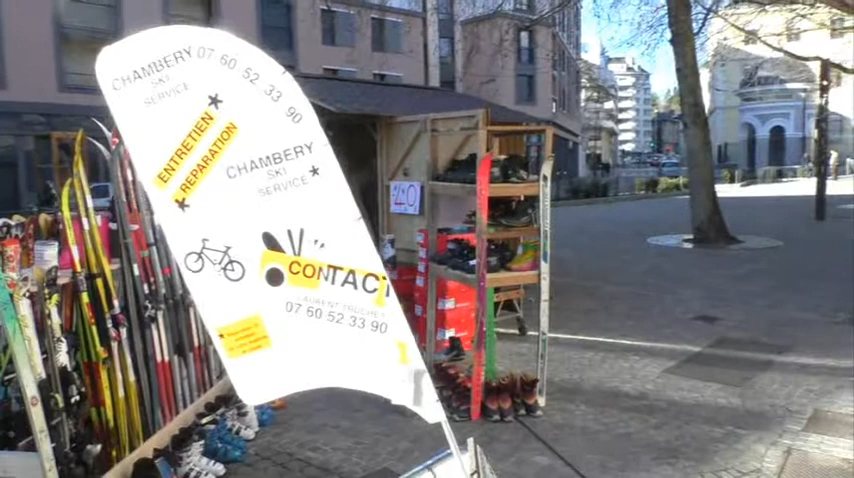 CHAMBERY 07 60 52 33 90
SKI
SERVICE
ENTRETIEN
REPARATION
CHAMBERY
SKI
SERVICE
CONTACT
07 60 52 33 90